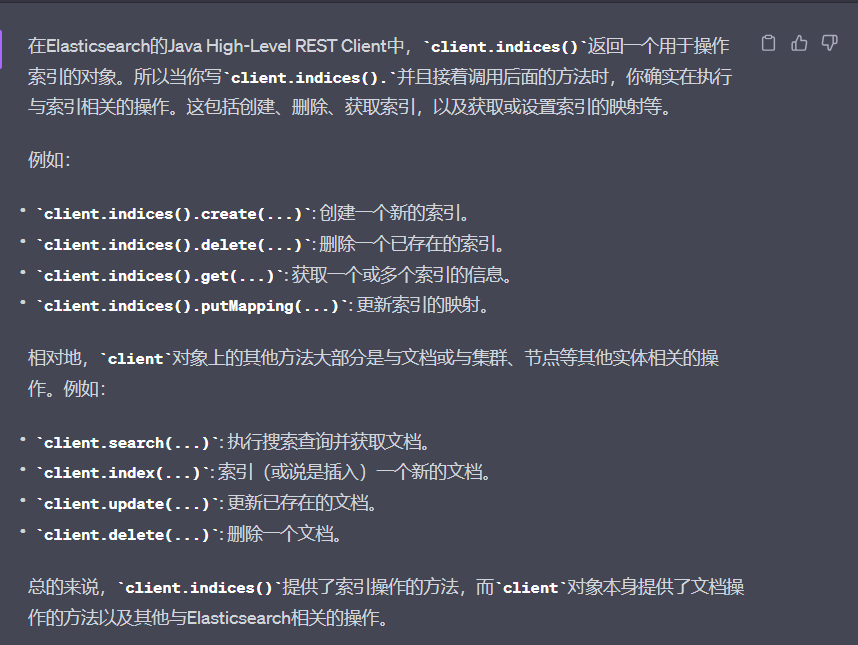 在Elasticsearch的Java High-Level REST Client中，`client.indices()`返回一个用于操作
索引的对象。所以当你写`client.indices().`并且接着调用后面的方法时，你确实在执行
与索引相关的操作。这包括创建、删除、获取索引，以及获取或设置索引的映射等。
例如：
• `client.indices().create(...)`: 创建一个新的索引。
• `client.indices().delete(...)`: 删除一个已存在的索引。
• `client.indices().get(...)`: 获取一个或多个索引的信息。
• `client.indices().putMapping(...)`: 更新索引的映射。
相对地，`client`对象上的其他方法大部分是与文档或与集群、节点等其他实体相关的操
作。例如：
• `client.search(...)`: 执行搜索查询并获取文档。
• `client.index(...)`: 索引（或说是插入）一个新的文档。
• `client.update(...)`: 更新已存在的文档。
• `client.delete(...)`: 删除一个文档。
总的来说，`client.indices()`提供了索引操作的方法，而`client`对象本身提供了文档操
作的方法以及其他与Elasticsearch相关的操作。